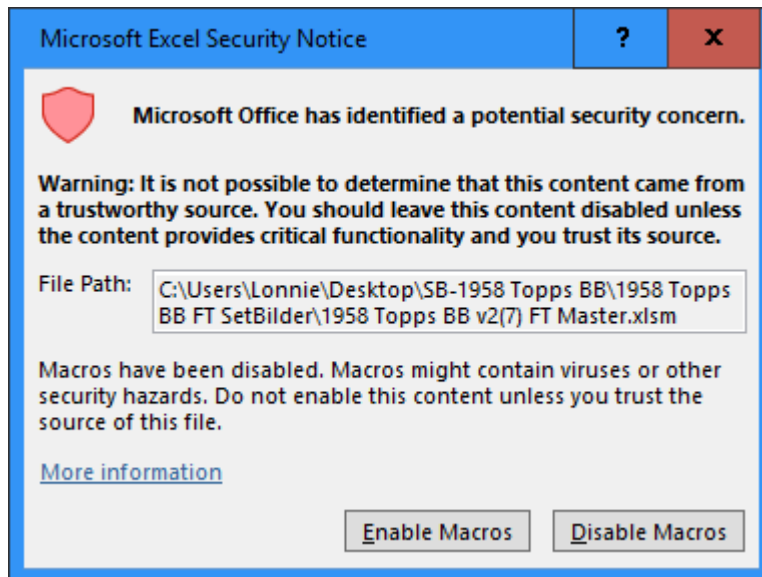 Microsoft Excel Security Notice
?
x
Microsoft Office has identified a potential security concern.
Warning: It is not possible to determine that this content came from
a trustworthy source. You should leave this content disabled unless
the content provides critical functionality and you trust its source.
File Path:
C:\Users\Lonnie\Desktop\SB-1958 Topps BB\1958 Topps
BB FT SetBilder\1958 Topps BB v2(7) FT Master.xlsm
Macros have been disabled. Macros might contain viruses or other
security hazards. Do not enable this content unless you trust the
source of this file.
More information
Enable Macros
Disable Macros